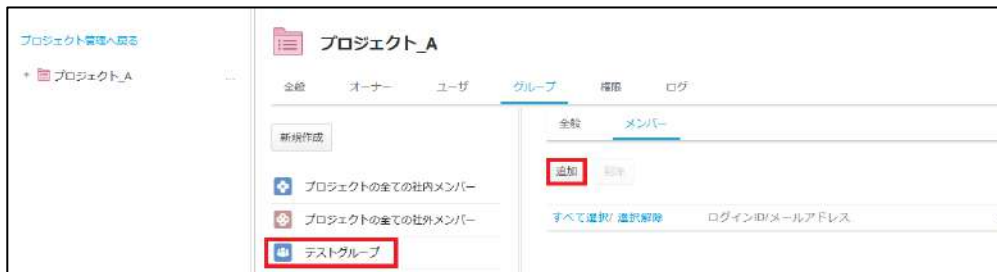 プロジェクト管理へ戻る
プロジェクト_A
...
プロジェクト_A
全般 オーナー ユーザ グループ 権限 ログ
新規作成
プロジェクトの全ての社内メンバー
プロジェクトの全ての社外メンバー
テストグループ
全般 メンバー
追加 削除
すべて選択/ 選択解除 ログインID/メールアドレス